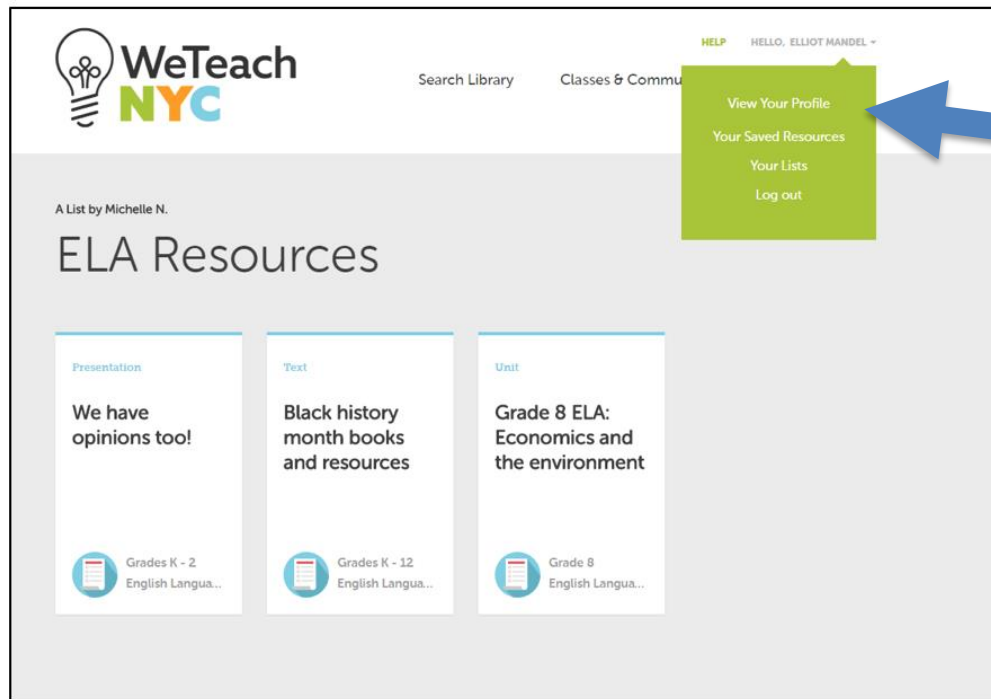 WeTeach
NYC
HELP HELLO, ELLIOT MANDEL
Search Library Classes & Commu
View Your Profile
Your Saved Resources
Your Lists
Log out
A List by Michelle N.
ELA Resources
Presentation
We have
opinions too!
Grades K - 2
English Langua...
Text
Black history
month books
and resources
Grades K - 12
English Langua...
Unit
Grade 8 ELA:
Economics and
the environment
Grade 8
English Langua...